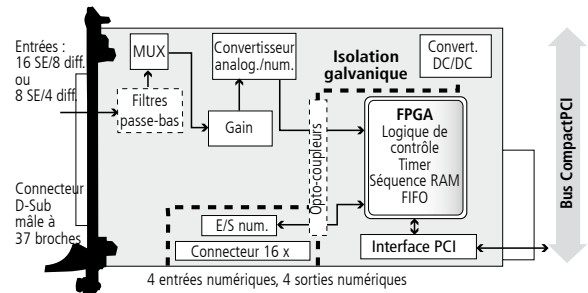 Entrées :
16 SE/8 diff.
ou
8 SE/4 diff.
MUX
Convertisseur
analog./num.
Isolation
galvanique
Convert.
DC/DC
Filtres
passe-bas
Gain
Opto-coupleurs
FPGA
Logique de
contrôle
Timer
Séquence RAM
FIFO
Bus CompactPCI
Connecteur
D-Sub
mâle à
37 broches
E/S num.
Connecteur 16 x
Interface PCI
4 entrées numériques, 4 sorties numériques